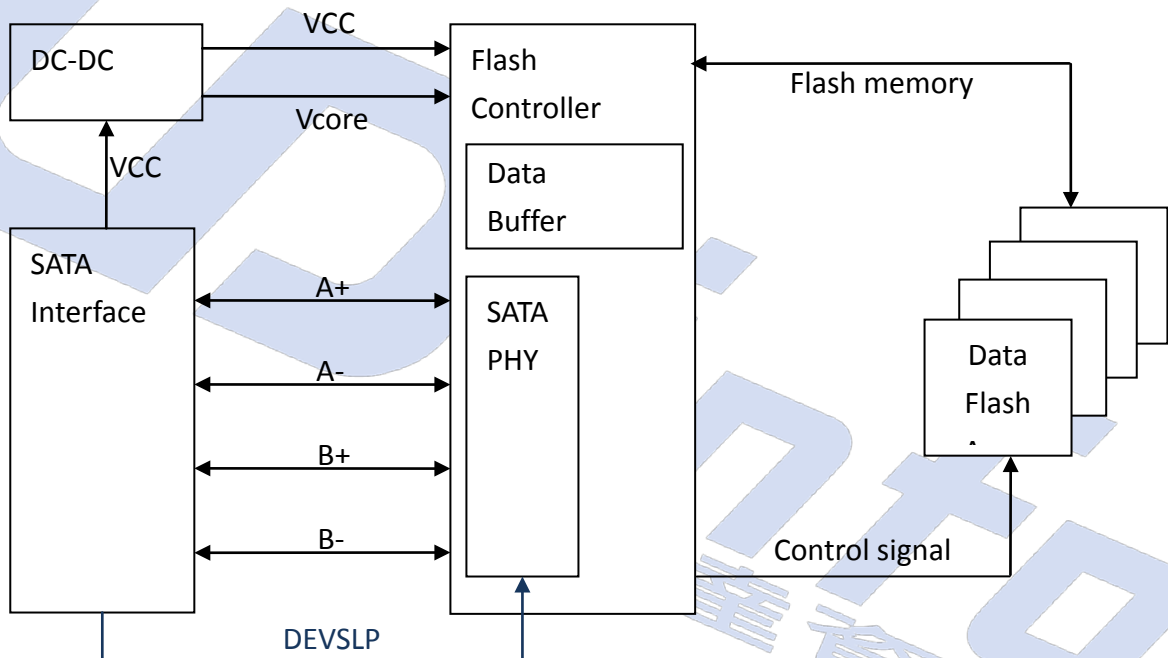 VCC
DC-DC
Vcore
VCC
Flash
Controller
Flash memory
Data
Buffer
SATA
Interface
A+
A-
B+
B-
SATA
PHY
Data
Flash
Control signal
DEVSLP